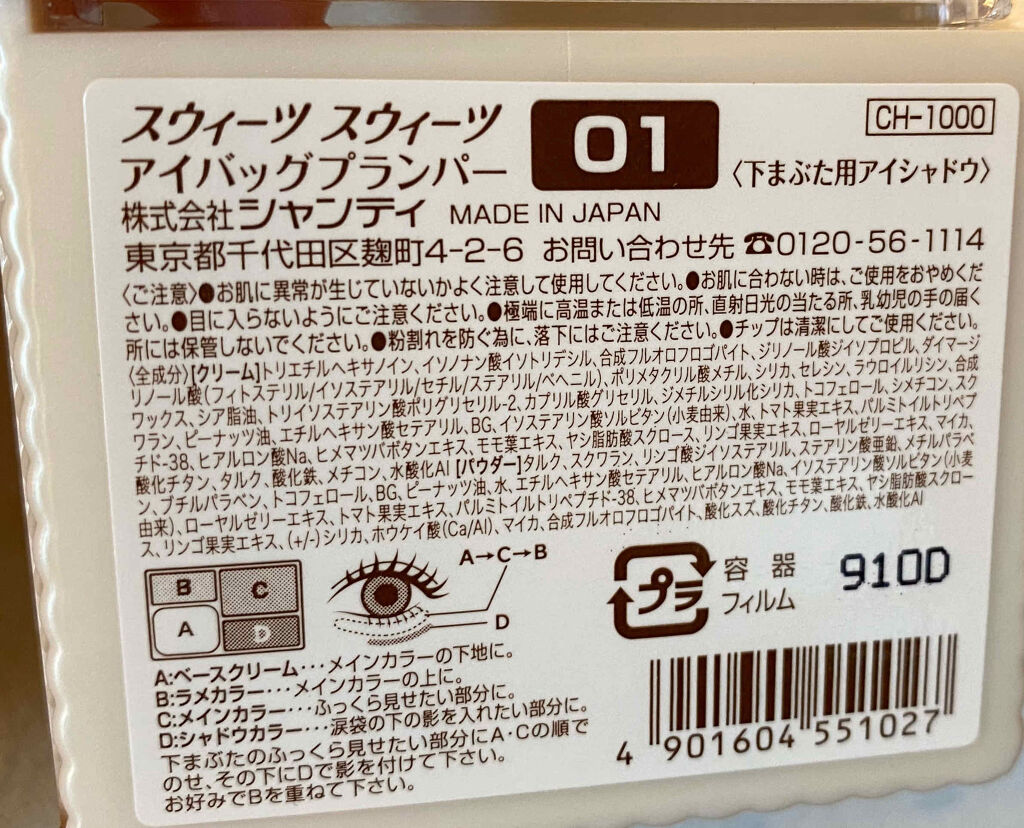 スウィーツ スウィーツ
アイバッグプランパー
01
CH-1000
〈下まぶた用アイシャドウ〉
株式会社シャンティ MADE IN JAPAN
東京都千代田区麹町4-2-6 お問い合わせ先☎0120-56-1114
〈ご注意〉●お肌に異常が生じていないかよく注意して使用してください。●お肌に合わない時は、ご使用をおやめくだ
さい。●目に入らないようにご注意ください。●極端に高温または低温の所、直射日光の当たる所、乳幼児の手の届く
所には保管しないでください。●粉割れを防ぐ為に、落下にはご注意ください。●チップは清潔にしてご使用ください。
〈全成分〉[クリーム]トリエチルヘキサノイン、イソノナン酸イソトリデシル、合成フルオロフロゴパイト、ジリノール酸ジイソプロピル、ダイマージ
リノール酸(フィトステリル/イソステアリル/セチル/ステアリル/ベヘニル)、ポリメタクリル酸メチル、シリカ、セレシン、ラウロイルリシン、合成
ワックス、シア脂油、トリイソステアリン酸ポリグリセリル-2、カプリル酸グリセリル、ジメチルシリル化シリカ、トコフェロール、シメチコン、スク
ワラン、ピーナッツ油、エチルヘキサン酸セテアリル、BG、イソステアリン酸ソルビタン(小麦由来)、水、トマト果実エキス、パルミトイルトリペプ
チド-38、ヒアルロン酸Na、ヒメマツバボタンエキス、モモ葉エキス、ヤシ脂肪酸スクロース、リンゴ果実エキス、ローヤルゼリーエキス、マイカ、
酸化チタン、タルク、酸化鉄、メチコン、水酸化Al [パウダー]タルク、スクワラン、リンゴ酸ジイソステアリル、ステアリン酸亜鉛、メチルパラベ
ン、ブチルパラベン、トコフェロール、BG、ピーナッツ油、水、エチルヘキサン酸セテアリル、ヒアルロン酸Na、イソステアリン酸ソルビタン(小麦
由来)、ローヤルゼリーエキス、トマト果実エキス、パルミトイルトリペプチド-38、ヒメマツバボタンエキス、モモ葉エキス、ヤシ脂肪酸スクロー
ス、リンゴ果実エキス、(+/-)シリカ、ホウケイ酸(Ca/Al)、マイカ、合成フルオロフロゴパイト、酸化スズ、酸化チタン、酸化鉄、水酸化Al
B
C
A
D
A→C→B
D
プラ
容器
フィルム
910D
A:ベースクリーム・・・メインカラーの下地に。
B:ラメカラー・・・メインカラーの上に。
C:メインカラー・・・ふっくら見せたい部分に。
D:シャドウカラー・・・涙袋の下の影を入れたい部分に。
下まぶたのふっくら見せたい部分にA・Cの順で
のせ、その下にDで影を付けて下さい。
お好みでBを重ねて下さい。
4 901604 551027